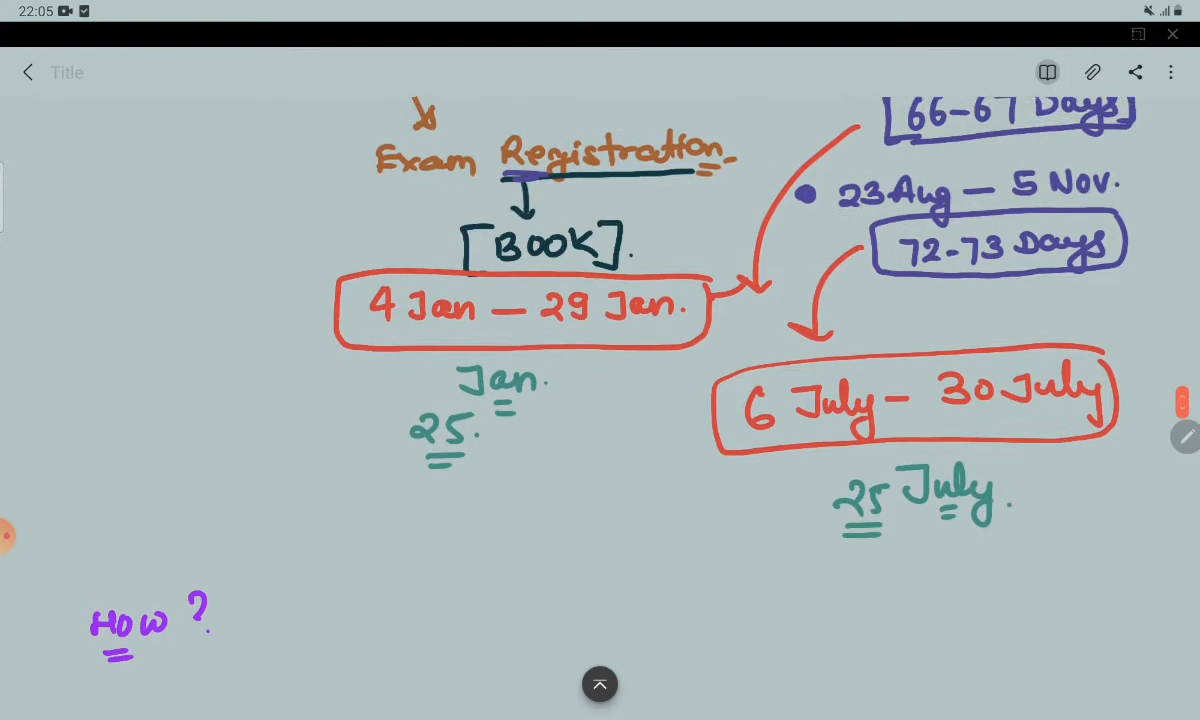 22:05
Title
66-67 Days
Exam Registration
23 Aug — 5 Nov.
[BOOK].
72-73 Days
4 Jan — 29 Jan.
Jan.
25.
6 July — 30 July
25 July.
How ?